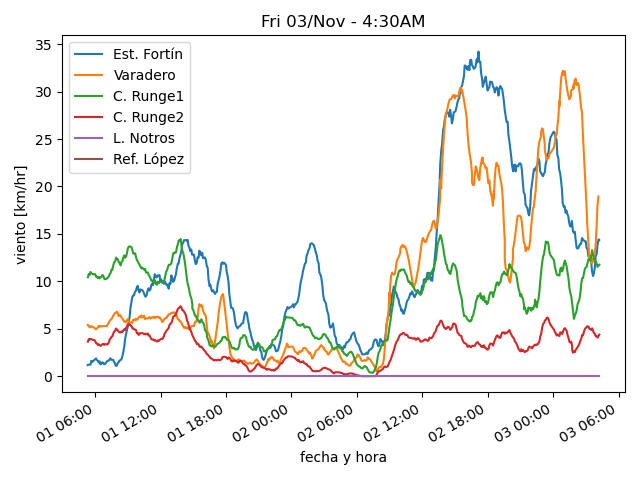 Fri 03/Nov - 4:30AM
Est. Fortín
Varadero
C. Runge1
C. Runge2
L. Notros
Ref. López
viento [km/hr]
35
30
25
20
15
10
5
0
01 06:00
01 12:00
01 18:00
02 00:00
02 06:00
02 12:00
02 18:00
03 00:00
03 06:00
fecha y hora